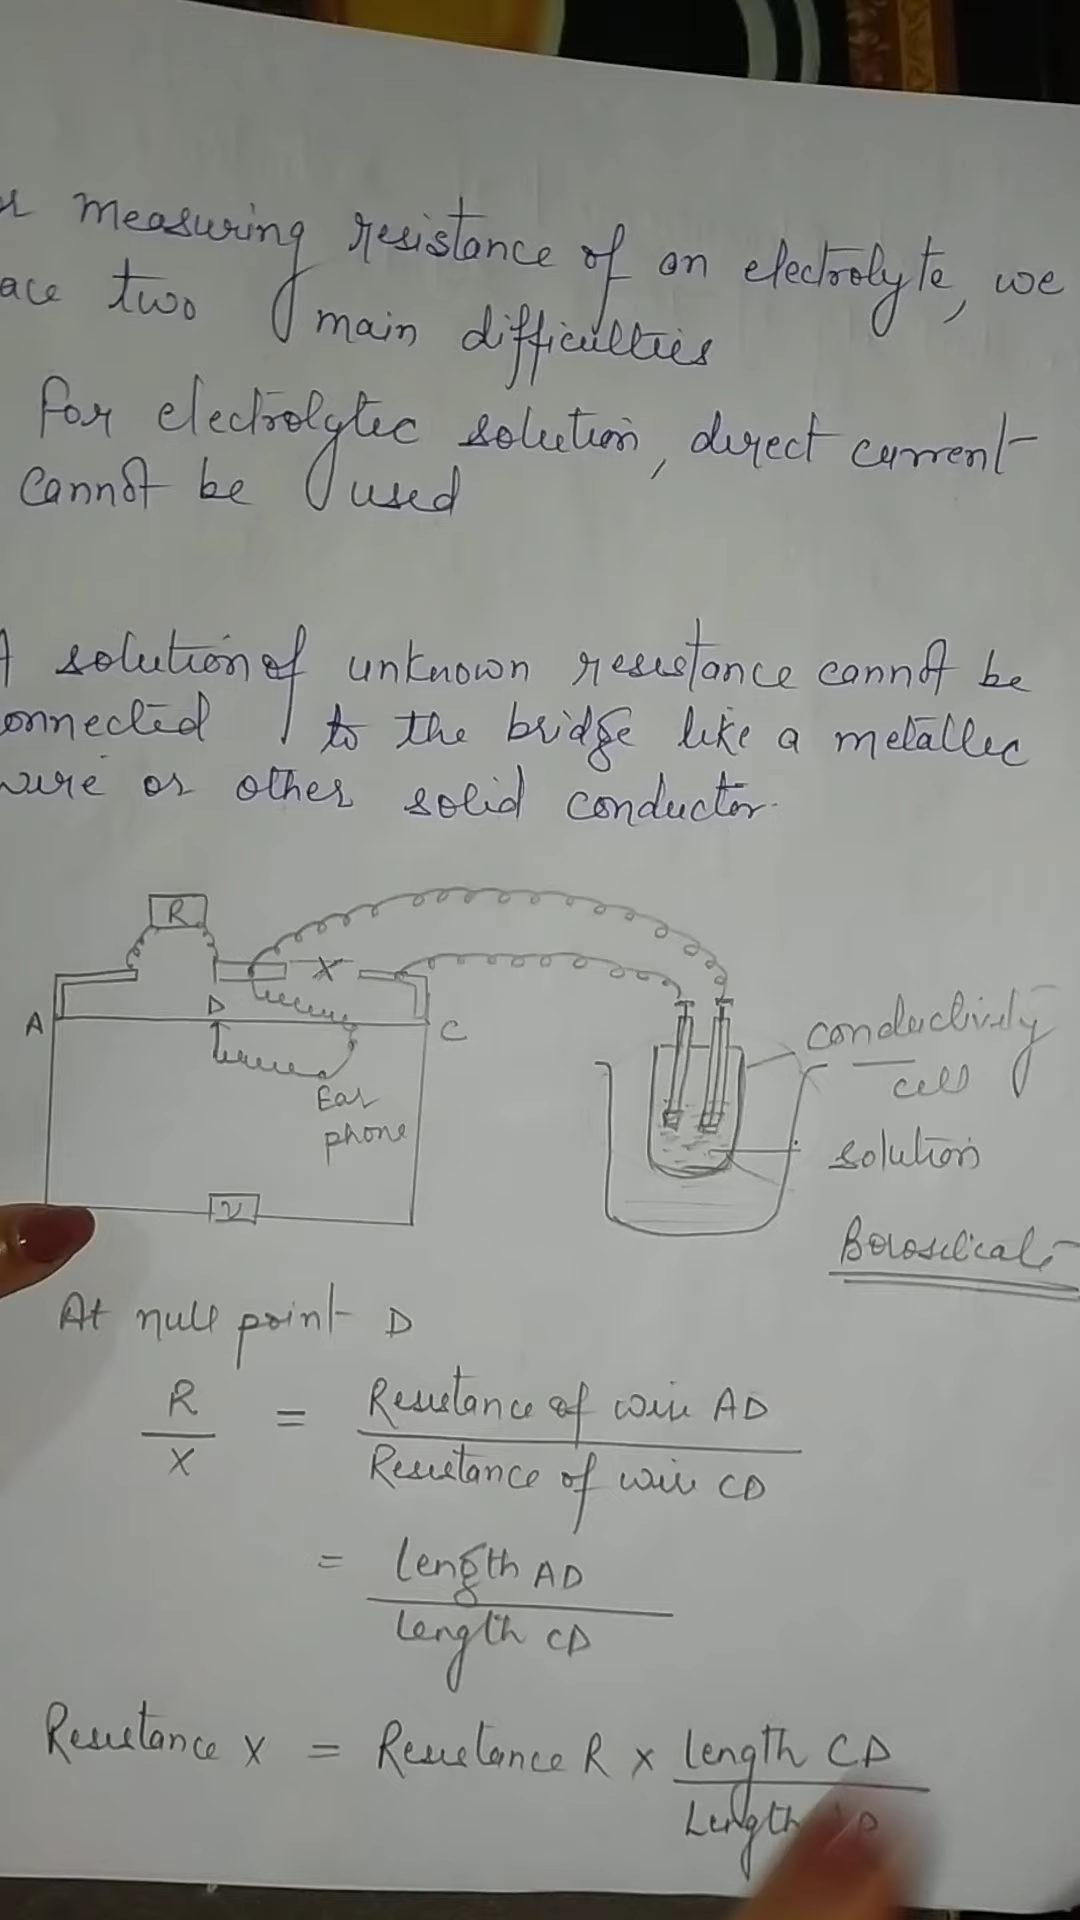 measuring resistance of an electrolyte, we
two main difficulties
For electrolytic solution, direct current
cannot be used
solution of unknown resistance cannot be
connected to the bridge like a metallic
wire or other solid conductor.
R
X
D
A
C
Ear
phone
conductivity
cell
solution
Borosilicate
At null point D
R = Resistance of wire AD
X Resistance of wire CD
= Length AD
Length CD
Resistance X = Resistance R x Length CD
Length